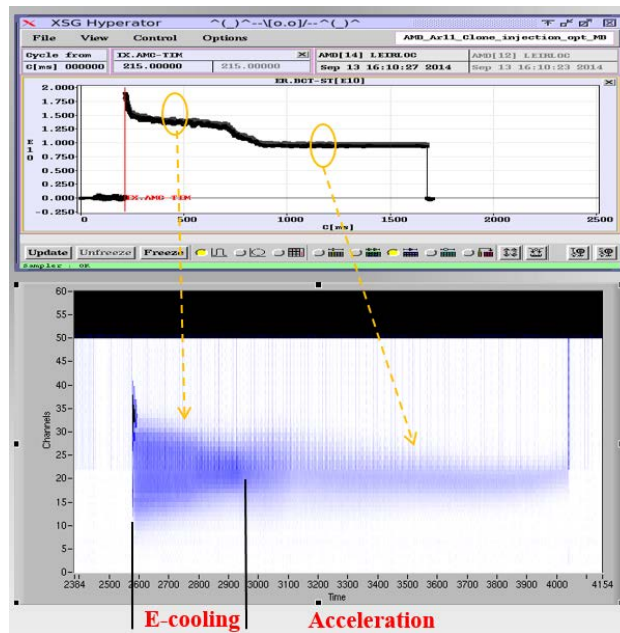 XSG Hyperator ^(_)^--\[o.o]/--^(_)^
File View Control Options AMD_Ar11_Clone_injection_opt_MB
Cycle from IX.AMC-TIM AMD[14] LEIRLOC AMD[12] LEIRLOC
C[ms] 000000 215.00000 215.00000 Sep 13 16:10:27 2014 Sep 13 16:10:23 2014
ER.BCT-ST[E10]
2.000
1.750
1.500
1.250
E10
1.000
0.750
0.500
0.250
0.000
IX.AMC-TIM
-0.250
0 500 1000 1500 2000 2500
C[ms]
Update Unfreeze Freeze
Sampler : OK
60
55
50
45
40
35
Channels
30
25
20
15
10
5
0
2364 2500 2600 2700 2800 2900 3000 3100 3200 3300 3400 3500 3600 3700 3800 3900 4000 4154
Time
E-cooling Acceleration